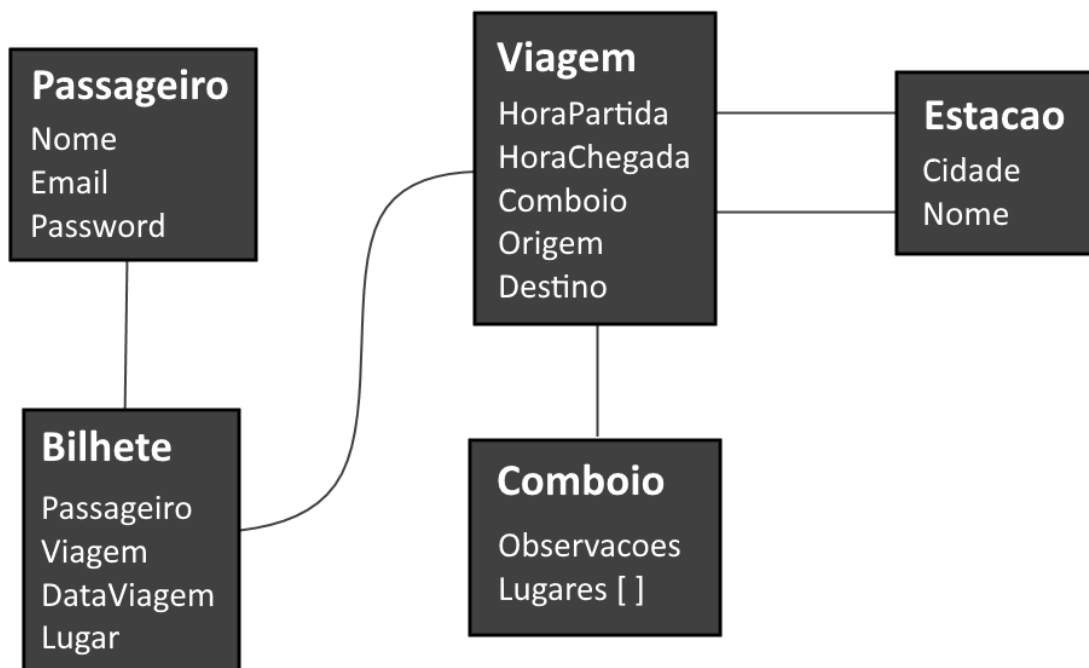 Passageiro
Nome
Email
Password
Viagem
HoraPartida
HoraChegada
Comboio
Origem
Destino
Estacao
Cidade
Nome
Bilhete
Passageiro
Viagem
DataViagem
Lugar
Comboio
Observacoes
Lugares [ ]